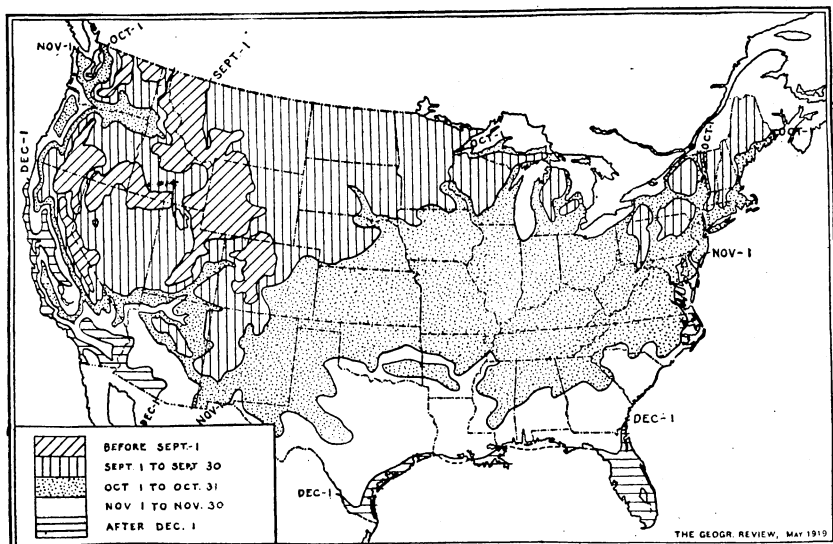 NOV-1
OCT-1
SEPT.-1
DEC-1
OCT-1
OCT-1
OCT-1
NOV-1
DEC-1
NOV-1
DEC-1
DEC-1
BEFORE SEPT.-1
SEPT. 1 TO SEPT 30
OCT 1 TO OCT. 31
NOV 1 TO NOV. 30
AFTER DEC. 1
THE GEOGR. REVIEW, MAY 1919